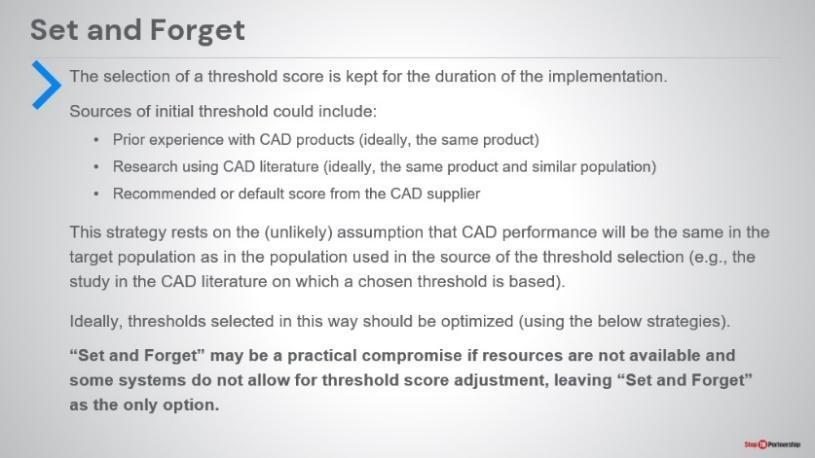 Set and Forget
The selection of a threshold score is kept for the duration of the implementation.
Sources of initial threshold could include:
• Prior experience with CAD products (ideally, the same product)
• Research using CAD literature (ideally, the same product and similar population)
• Recommended or default score from the CAD supplier
This strategy rests on the (unlikely) assumption that CAD performance will be the same in the
target population as in the population used in the source of the threshold selection (e.g., the
study in the CAD literature on which a chosen threshold is based).
Ideally, thresholds selected in this way should be optimized (using the below strategies).
“Set and Forget” may be a practical compromise if resources are not available and
some systems do not allow for threshold score adjustment, leaving “Set and Forget”
as the only option.
Stop TB Partnership